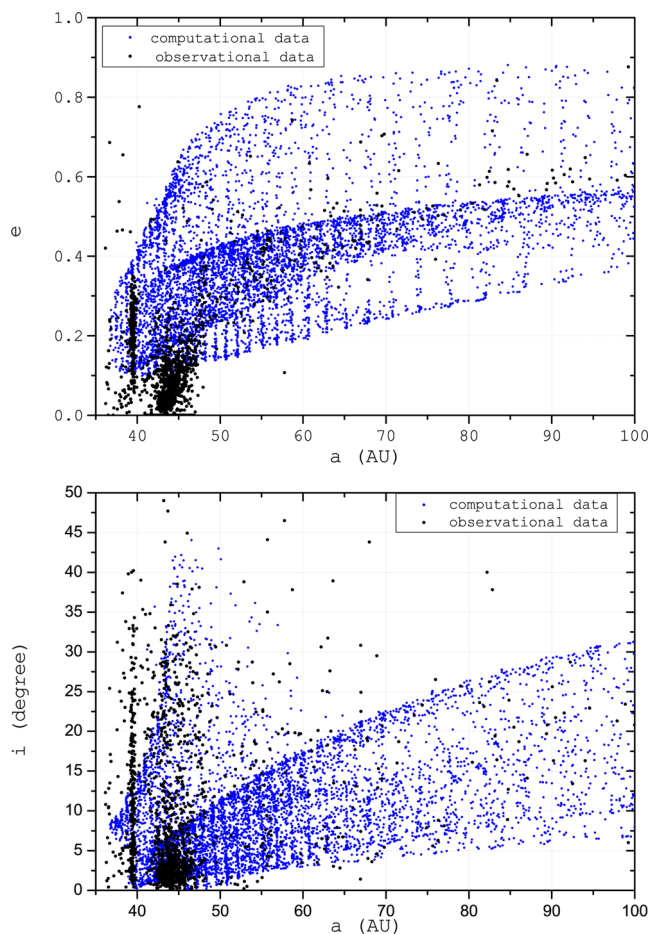 1.0
computational data
observational data
0.8
0.6
e
0.4
0.2
0.0
40 50 60 70 80 90 100
a (AU)
50
computational data
observational data
45
40
35
30
i (degree)
25
20
15
10
5
0
40 50 60 70 80 90 100
a (AU)